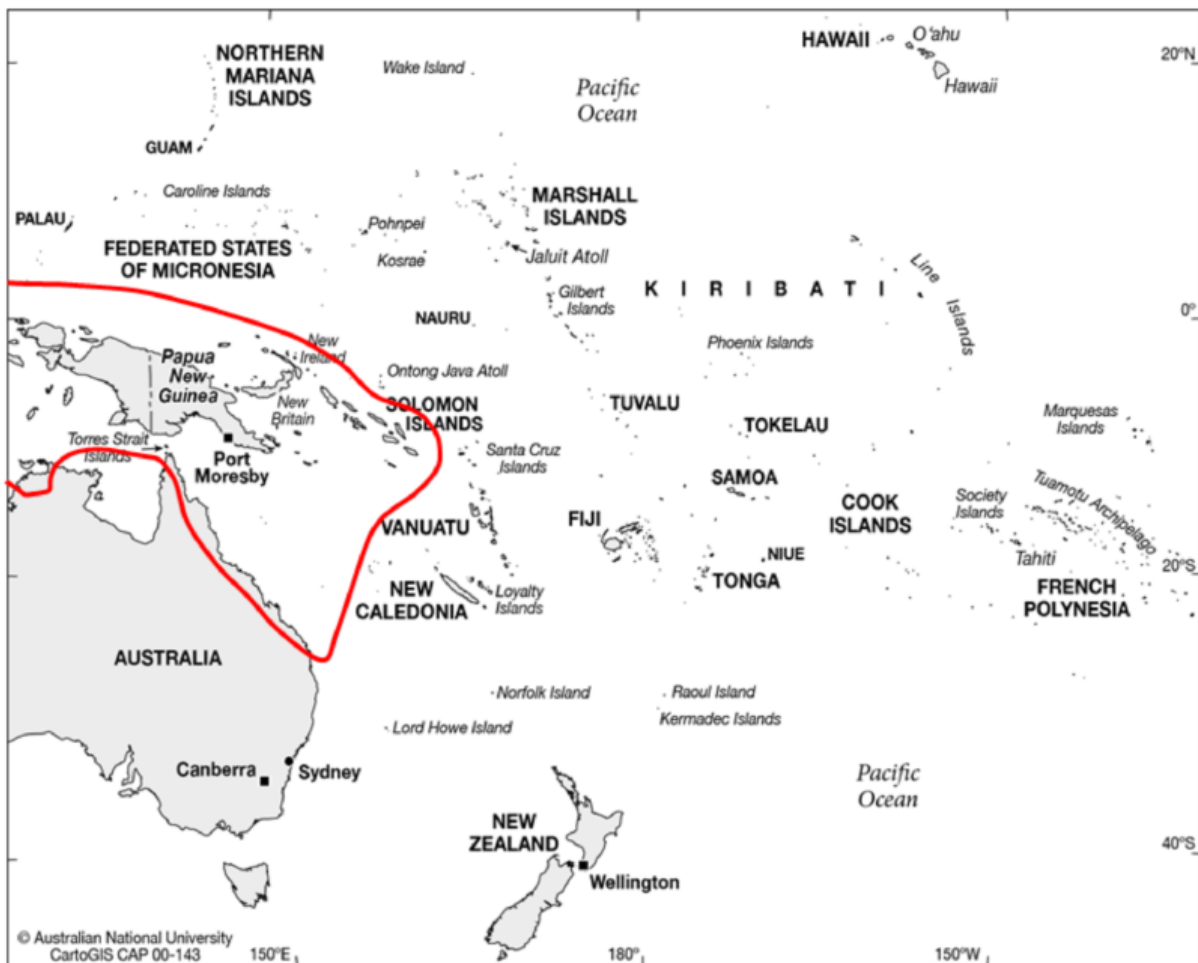 NORTHERN
MARIANA
ISLANDS
Wake Island
Pacific
Ocean
HAWAII
O'ahu
Hawaii
20°N
GUAM
Caroline Islands
PALAU
FEDERATED STATES
OF MICRONESIA
Pohnpei
Kosrae
MARSHALL
ISLANDS
Jaluit Atoll
Gilbert
Islands
KIRIBATI
Line Islands
NAURU
0°
Phoenix Islands
Papua
New
Guinea
New
Ireland
New
Britain
Ontong Java Atoll
SOLOMON
ISLANDS
TUVALU
TOKELAU
Marquesas
Islands
Torres Strait
Islands
Port
Moresby
Santa Cruz
Islands
SAMOA
COOK
ISLANDS
Society
Islands
Tuamotu Archipelago
VANUATU
FIJI
NIUE
Tahiti
TONGA
20°S
NEW
CALEDONIA
Loyalty
Islands
FRENCH
POLYNESIA
AUSTRALIA
Norfolk Island
Raoul Island
Kermadec Islands
Lord Howe Island
Canberra
Sydney
Pacific
Ocean
NEW
ZEALAND
Wellington
40°S
© Australian National University
CartoGIS CAP 00-143
150°E
180°
150°W